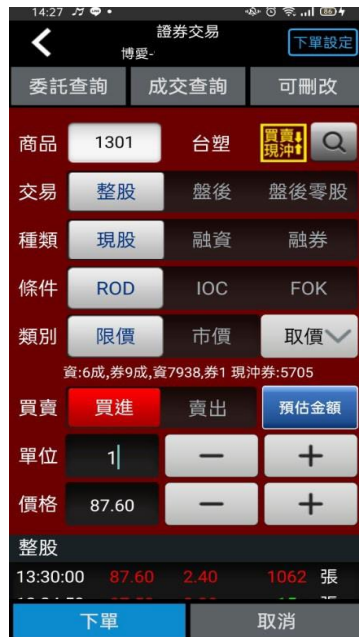 14:27
86
證券交易
博愛-
下單設定
委託查詢 成交查詢 可刪改
商品 1301 台塑 買賣現沖
交易 整股 盤後 盤後零股
種類 現股 融資 融券
條件 ROD IOC FOK
類別 限價 市價 取價
資:6成,券9成,資7938,券1 現沖券:5705
買賣 買進 賣出 預估金額
單位 1 − +
價格 87.60 − +
整股
13:30:00 87.60 2.40 1062 張
下單 取消